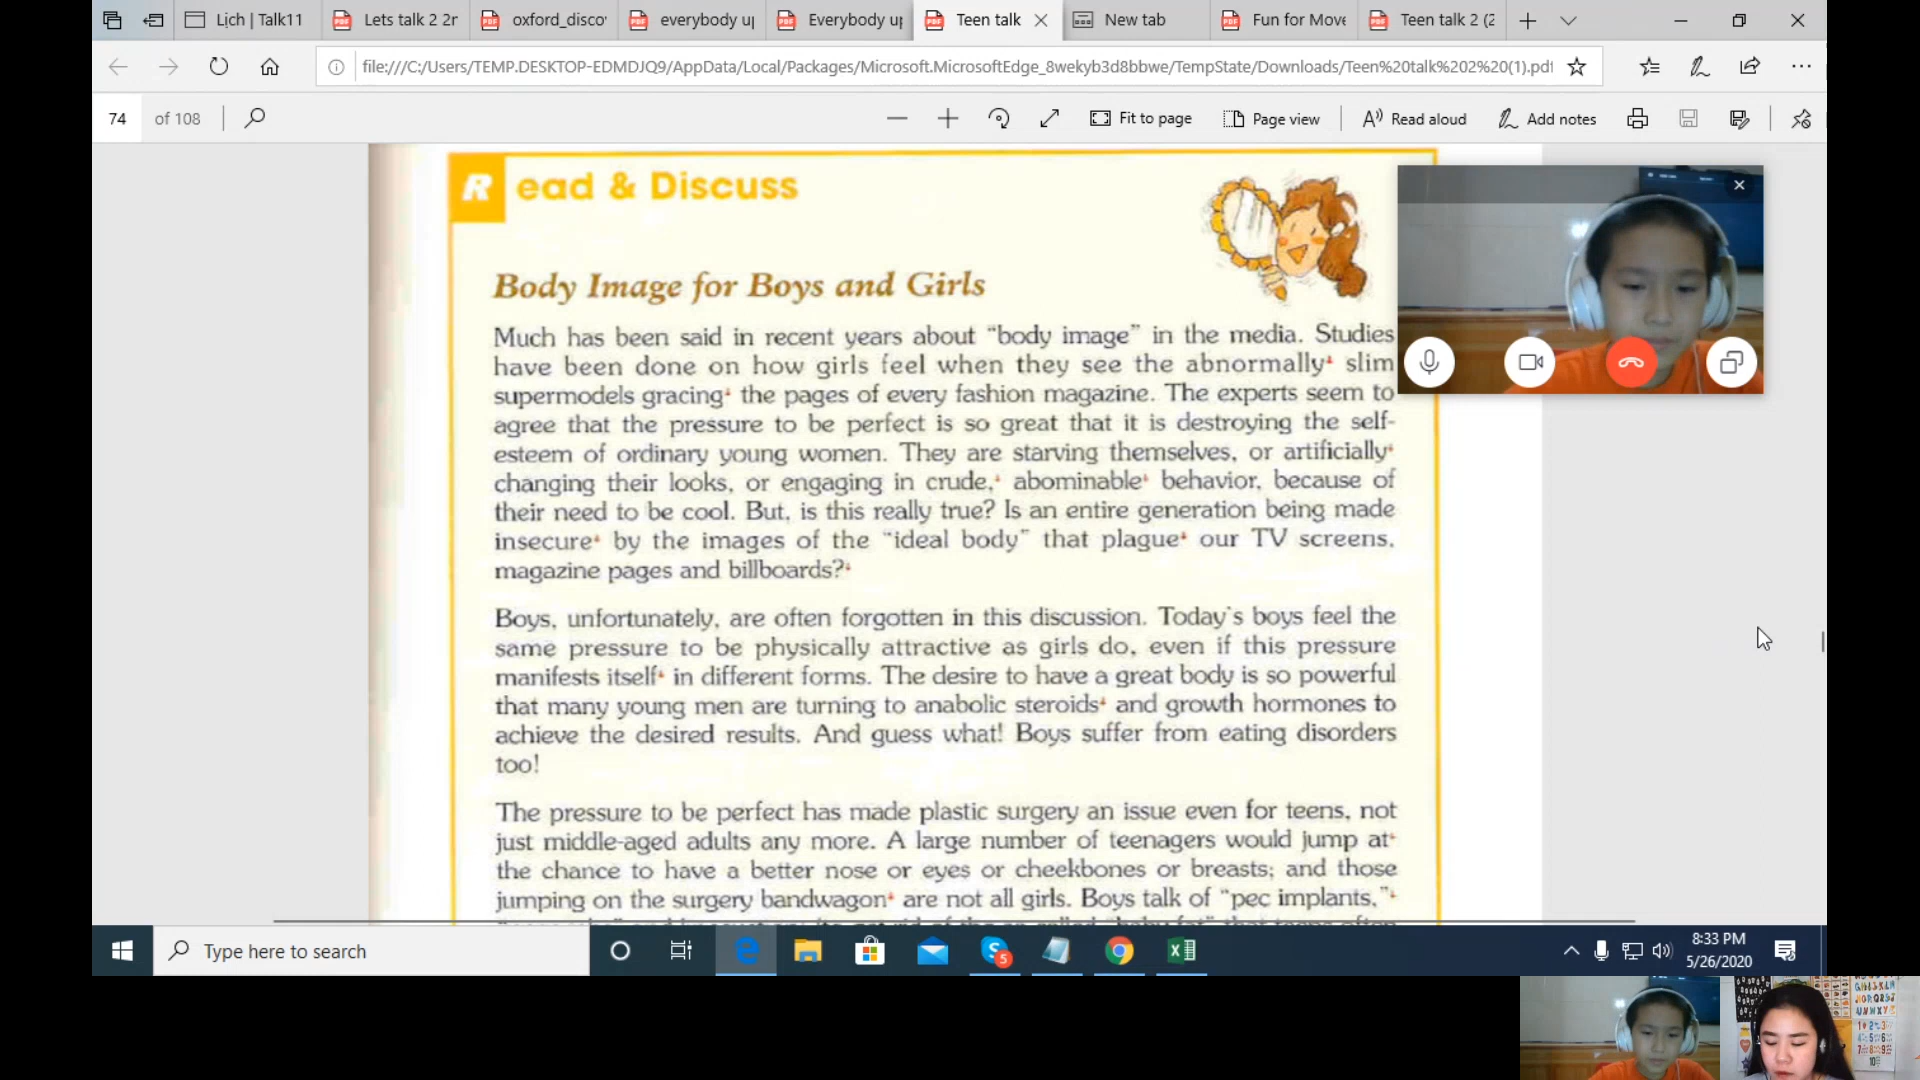 Lịch | Talk11
Lets talk 2 2r
oxford_disco
everybody u
Everybody u
Teen talk
New tab
Fun for Move
Teen talk 2 (2
file:///C:/Users/TEMP.DESKTOP-EDMDJQ9/AppData/Local/Packages/Microsoft.MicrosoftEdge_8wekyb3d8bbwe/TempState/Downloads/Teen%20talk%202%20(1).pdf
74 of 108
Fit to page
Page view
Read aloud
Add notes
Read & Discuss
Body Image for Boys and Girls
Much has been said in recent years about "body image" in the media. Studies
have been done on how girls feel when they see the abnormally slim
supermodels gracing the pages of every fashion magazine. The experts seem to
agree that the pressure to be perfect is so great that it is destroying the self-
esteem of ordinary young women. They are starving themselves, or artificially
changing their looks, or engaging in crude, abominable behavior, because of
their need to be cool. But, is this really true? Is an entire generation being made
insecure by the images of the "ideal body" that plague our TV screens,
magazine pages and billboards?
Boys, unfortunately, are often forgotten in this discussion. Today's boys feel the
same pressure to be physically attractive as girls do, even if this pressure
manifests itself in different forms. The desire to have a great body is so powerful
that many young men are turning to anabolic steroids and growth hormones to
achieve the desired results. And guess what! Boys suffer from eating disorders
too!
The pressure to be perfect has made plastic surgery an issue even for teens, not
just middle-aged adults any more. A large number of teenagers would jump at
the chance to have a better nose or eyes or cheekbones or breasts; and those
jumping on the surgery bandwagon are not all girls. Boys talk of "pec implants,"
Type here to search
5
8:33 PM
5/26/2020